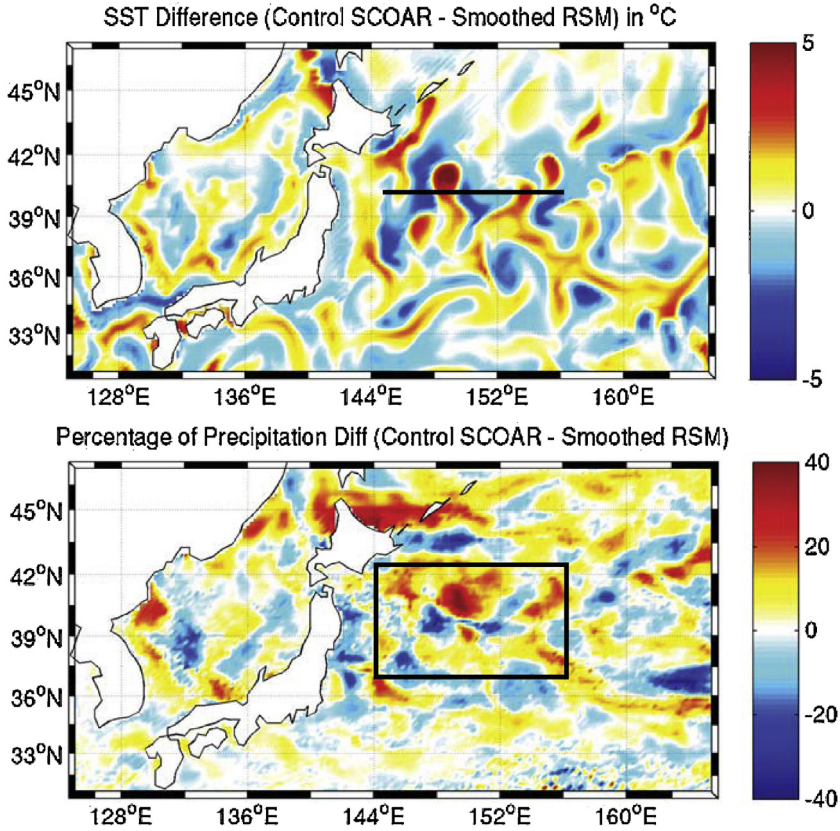 SST Difference (Control SCOAR - Smoothed RSM) in °C
45°N
42°N
39°N
36°N
33°N
128°E 136°E 144°E 152°E 160°E
5
0
-5
Percentage of Precipitation Diff (Control SCOAR - Smoothed RSM)
45°N
42°N
39°N
36°N
33°N
128°E 136°E 144°E 152°E 160°E
40
20
0
-20
-40